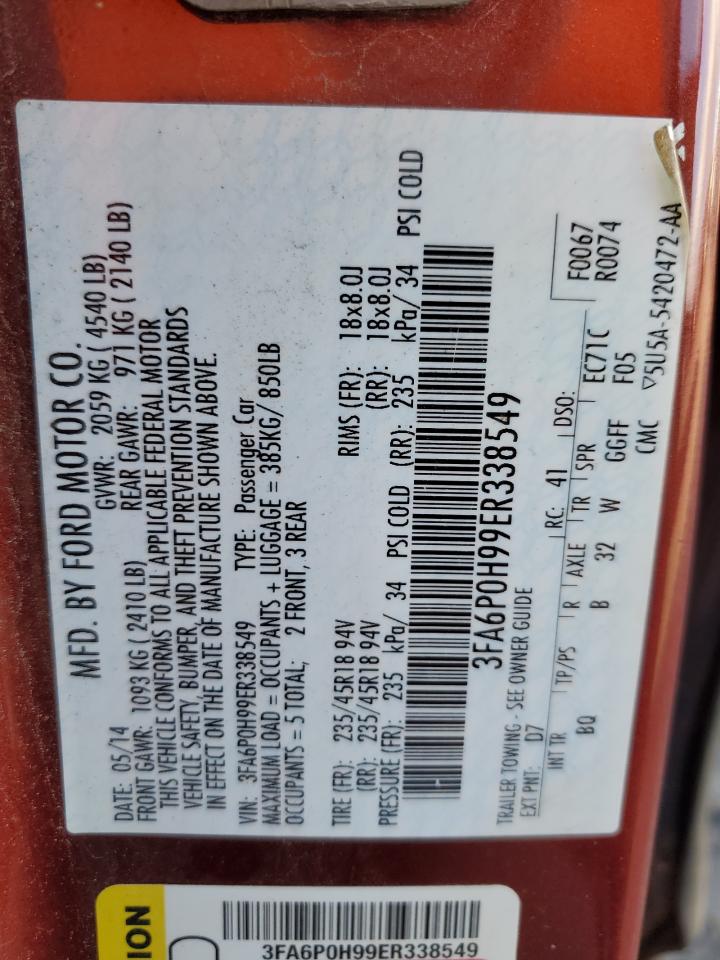 MFD. BY FORD MOTOR CO.
DATE: 05/14 GVWR: 2059 KG ( 4540 LB)
FRONT GAWR: 1093 KG (2410 LB) REAR GAWR: 971 KG ( 2140 LB)
THIS VEHICLE CONFORMS TO ALL APPLICABLE FEDERAL MOTOR
VEHICLE SAFETY, BUMPER, AND THEFT PREVENTION STANDARDS
IN EFFECT ON THE DATE OF MANUFACTURE SHOWN ABOVE.
VIN: 3FA6P0H99ER338549 TYPE: Passenger Car
MAXIMUM LOAD = OCCUPANTS + LUGGAGE = 385KG/ 850LB
OCCUPANTS = 5 TOTAL; 2 FRONT, 3 REAR
TIRE (FR): 235/45R18 94V RIMS (FR): 18x8.0J
(RR): 235/45R18 94V (RR): 18x8.0J
PRESSURE (FR): 235 kPa/ 34 PSI COLD (RR): 235 kPa/ 34 PSI COLD
3FA6P0H99ER338549
TRAILER TOWING - SEE OWNER GUIDE
EXT PNT: D7 RC: 41 DSO: F0067
INT TR TP/PS R AXLE TR SPR EC71C R0074
BQ B 32 W GGFF F05
CMC ▽5U5A-5420472-AA
ION
3FA6P0H99ER338549